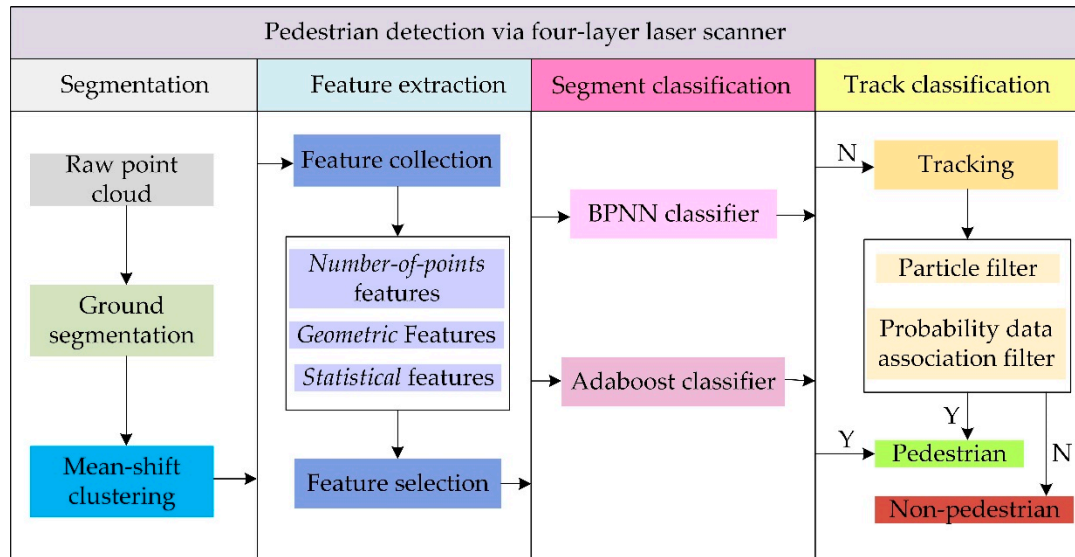 Pedestrian detection via four-layer laser scanner
Segmentation
Feature extraction
Segment classification
Track classification
Raw point
cloud
Ground
segmentation
Mean-shift
clustering
Feature collection
Number-of-points
features
Geometric Features
Statistical features
Feature selection
BPNN classifier
Adaboost classifier
N
Tracking
Particle filter
Probability data
association filter
Y
N
Y
Pedestrian
Non-pedestrian